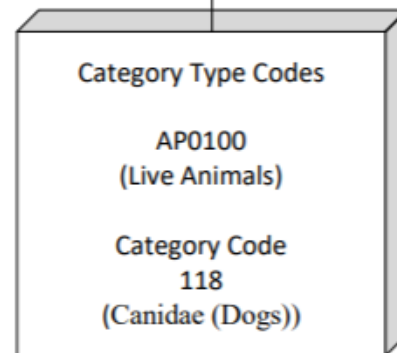 Category Type Codes
AP0100
(Live Animals)
Category Code
118
(Canidae (Dogs))